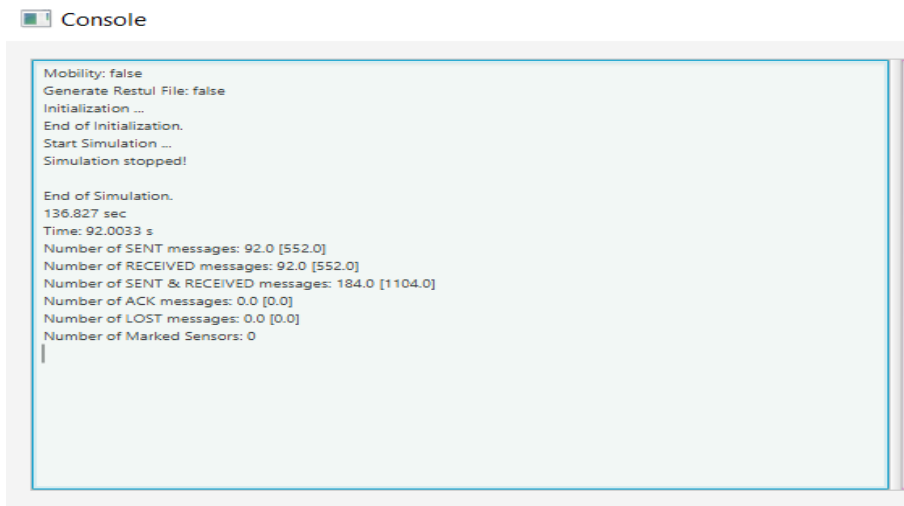 Console
Mobility: false
Generate Restul File: false
Initialization ...
End of Initialization.
Start Simulation ...
Simulation stopped!
End of Simulation.
136.827 sec
Time: 92.0033 s
Number of SENT messages: 92.0 [552.0]
Number of RECEIVED messages: 92.0 [552.0]
Number of SENT & RECEIVED messages: 184.0 [1104.0]
Number of ACK messages: 0.0 [0.0]
Number of LOST messages: 0.0 [0.0]
Number of Marked Sensors: 0